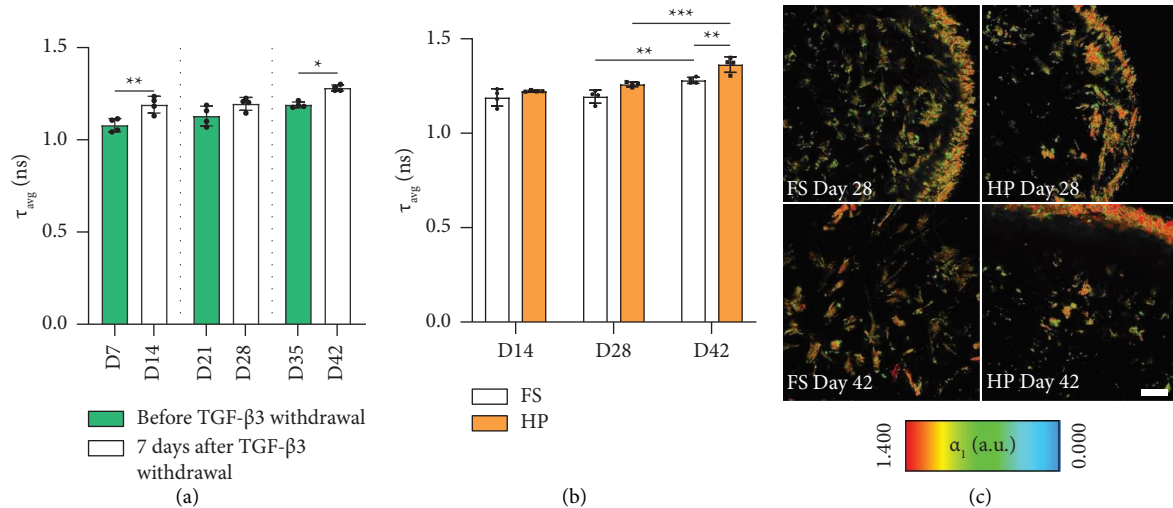 1.5
**
*
1.0
τavg (ns)
0.5
0.0
D7
D14
D21
D28
D35
D42
Before TGF-β3 withdrawal
7 days after TGF-β3
withdrawal
(a)
***
**
**
1.5
1.0
τavg (ns)
0.5
0.0
D14
D28
D42
FS
HP
(b)
FS Day 28
HP Day 28
FS Day 42
HP Day 42
1.400
α1 (a.u.)
0.000
(c)